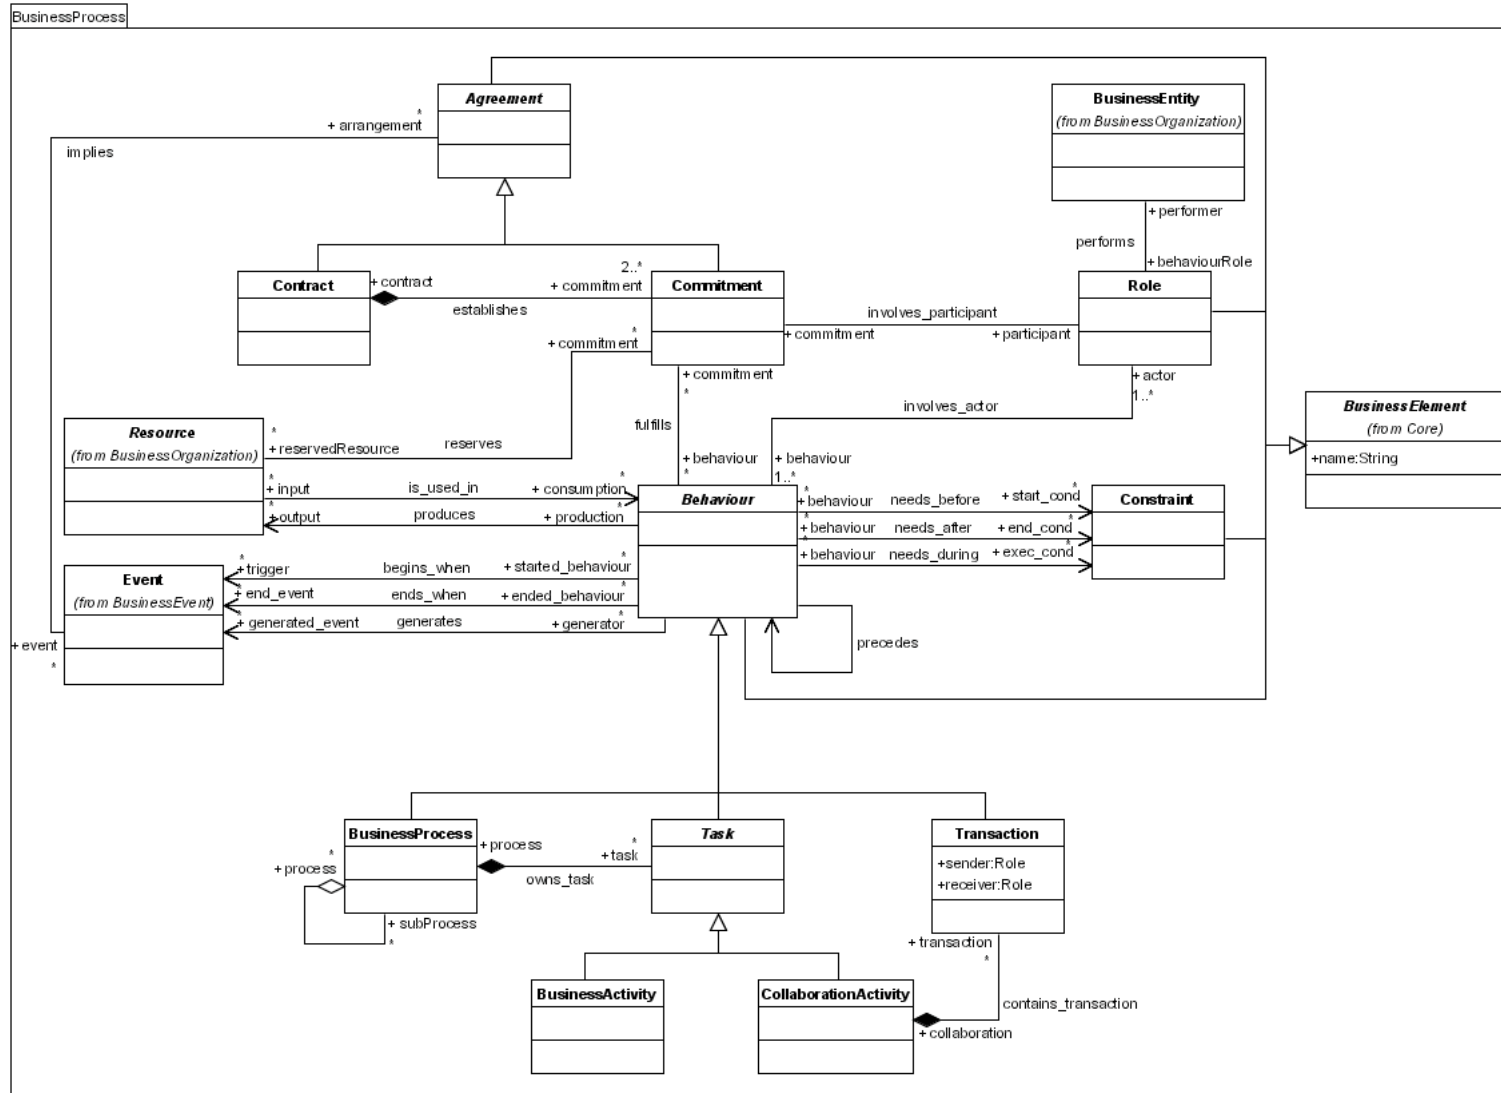 BusinessProcess
Agreement
*
+ arrangement
implies
BusinessEntity
(from BusinessOrganization)
+ performer
performs
+ behaviourRole
Contract
+ contract
establishes
2..*
+ commitment
Commitment
involves_participant
+ commitment
+ participant
Role
*
+ commitment
+ commitment
*
fulfills
+ behaviour
*
+ actor
1..*
involves_actor
+ behaviour
1..*
BusinessElement
(from Core)
+name:String
Resource
(from BusinessOrganization)
*
+ reservedResource
reserves
*
+ input
is_used_in
*
+ consumption
*
+ output
produces
*
+ production
Behaviour
*
+ behaviour
needs_before
*
+ start_cond
*
+ behaviour
needs_after
*
+ end_cond
*
+ behaviour
needs_during
*
+ exec_cond
Constraint
Event
(from BusinessEvent)
*
+ trigger
begins_when
*
+ started_behaviour
*
+ end_event
ends_when
*
+ ended_behaviour
*
+ generated_event
generates
*
+ generator
+ event
*
precedes
BusinessProcess
*
+ process
+ subProcess
*
+ process
owns_task
*
+ task
Task
Transaction
+sender:Role
+receiver:Role
+ transaction
*
contains_transaction
+ collaboration
BusinessActivity
CollaborationActivity